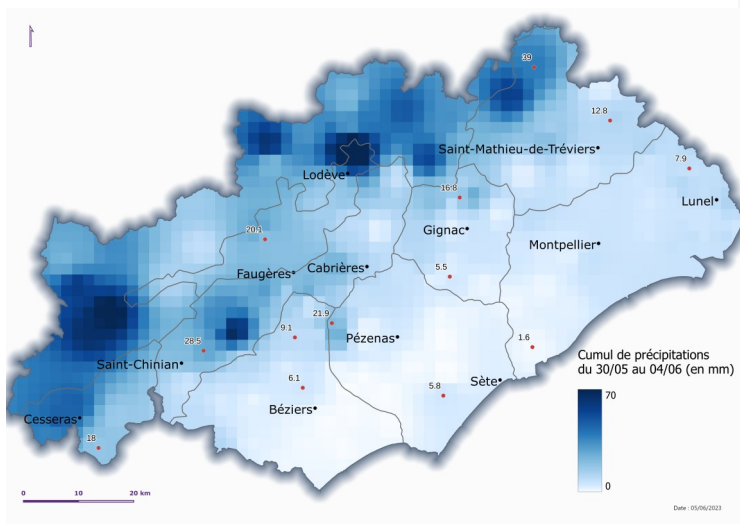 39
12.8
Saint-Mathieu-de-Tréviers
7.9
Lodève
16.8
Lunel
20.1
Gignac
Montpellier
Faugères
Cabrières
5.5
21.9
9.1
28.5
Pézenas
1.6
Saint-Chinian
Cumul de précipitations
du 30/05 au 04/06 (en mm)
6.1
5.8
Sète
70
Béziers
Cesseras
18
0
0 10 20 km
Date : 05/06/2023